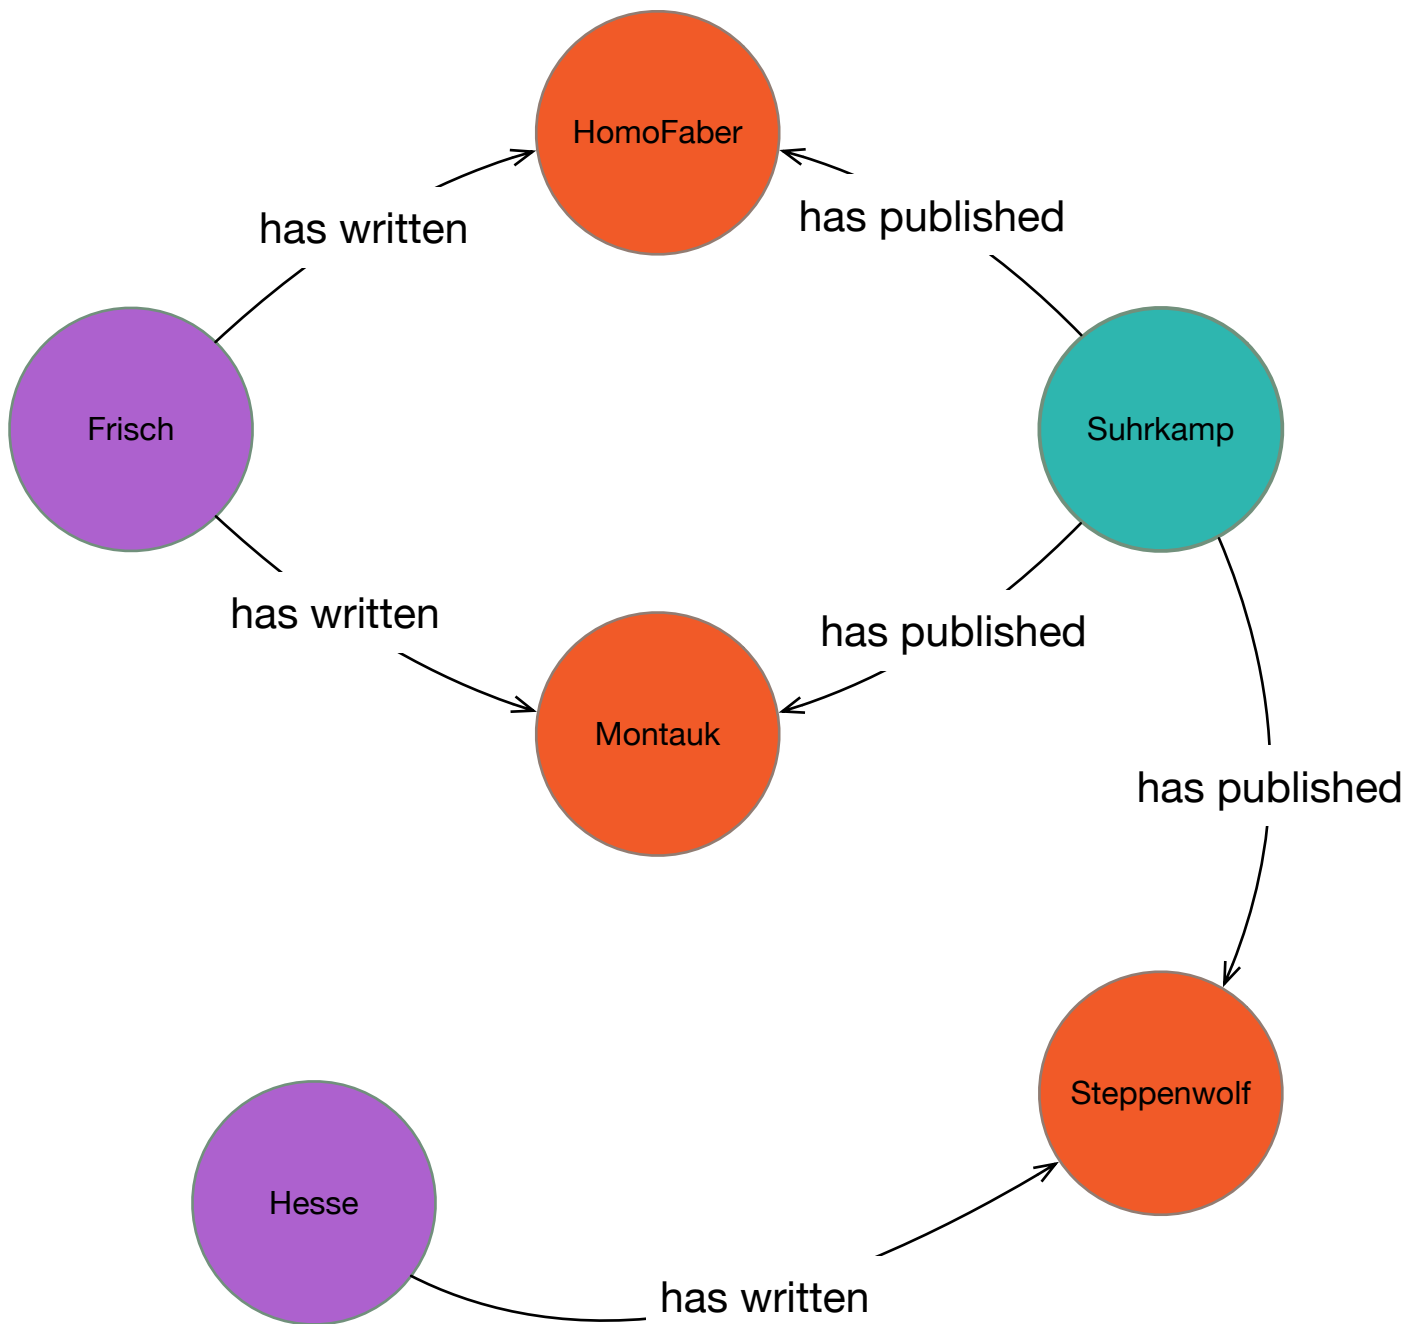 HomoFaber
has published
has written
Frisch
Suhrkamp
has written
has published
Montauk
has published
Steppenwolf
Hesse
has written